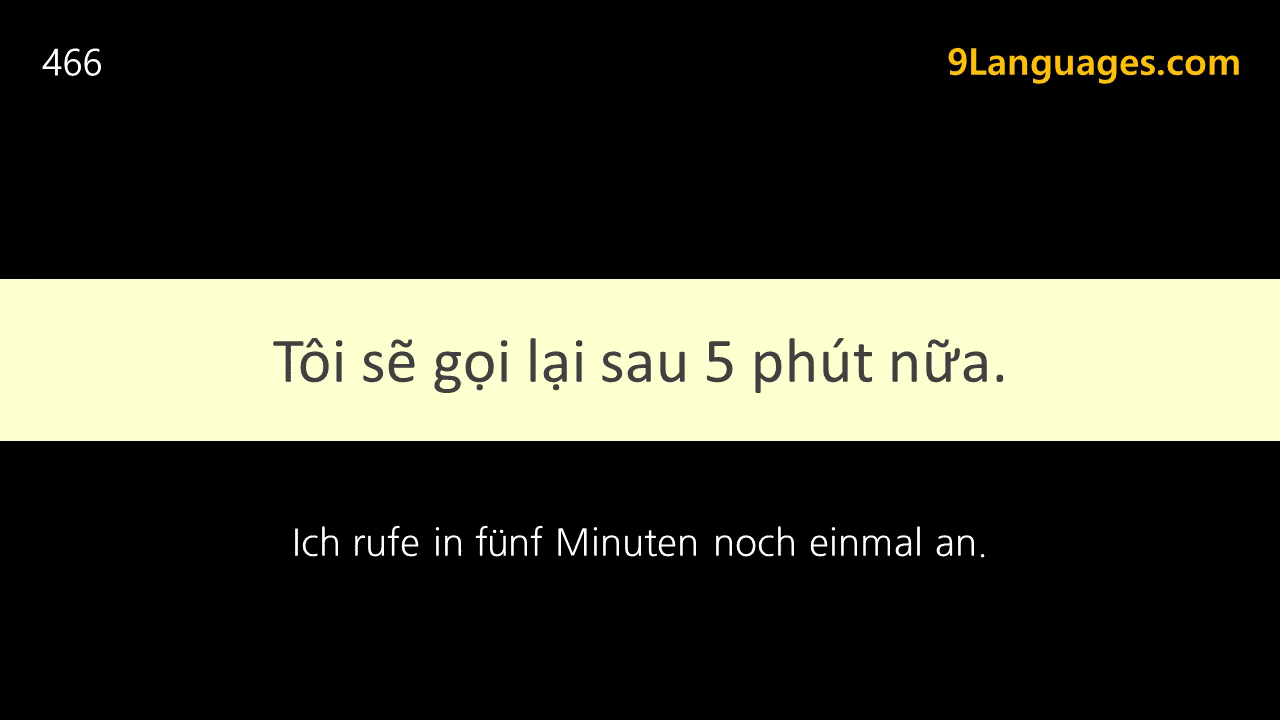 466
9Languages.com
Tôi sẽ gọi lại sau 5 phút nữa.
Ich rufe in fünf Minuten noch einmal an.